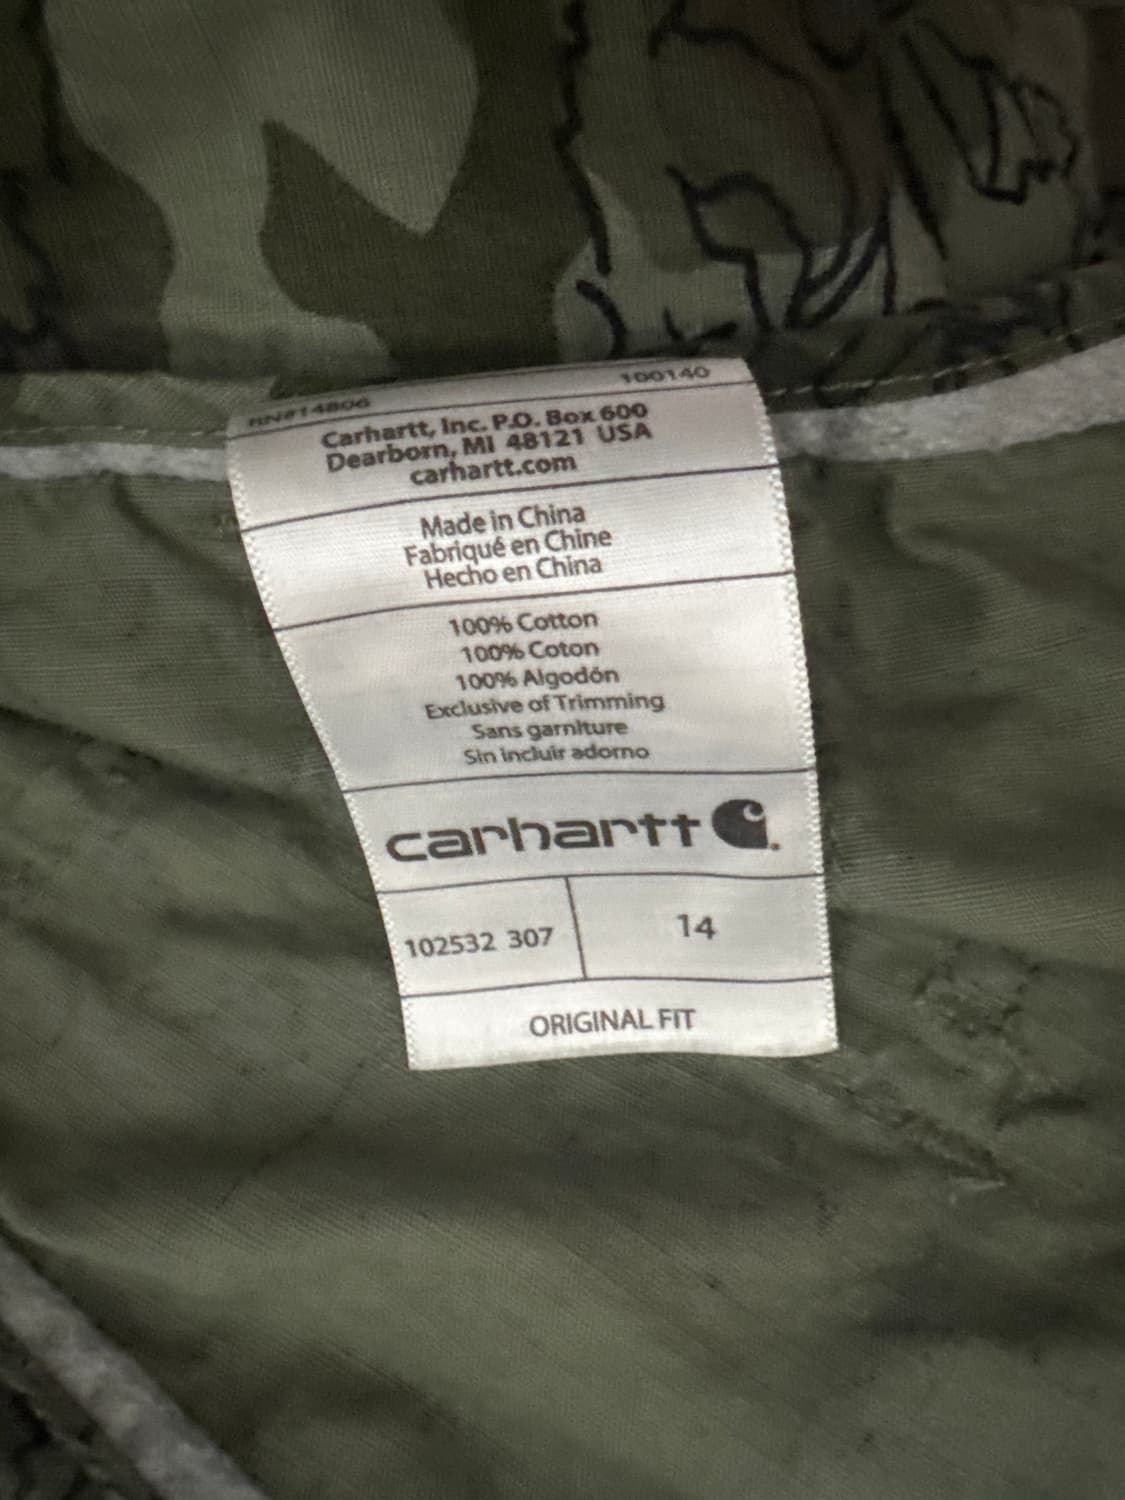 RN#14806 100140
Carhartt, Inc. P.O. Box 600
Dearborn, MI 48121 USA
carhartt.com
Made in China
Fabriqué en Chine
Hecho en China
100% Cotton
100% Coton
100% Algodón
Exclusive of Trimming
Sans garniture
Sin incluir adorno
carhartt
102532 307 14
ORIGINAL FIT